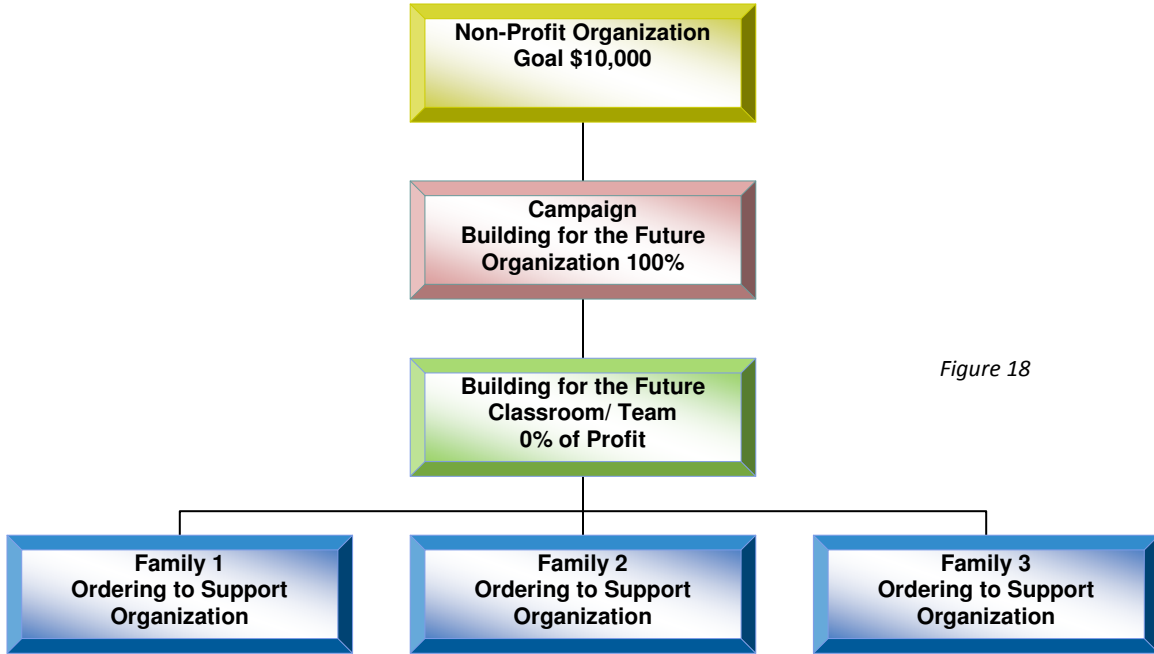 Non-Profit Organization
Goal $10,000
Campaign
Building for the Future
Organization 100%
Figure 18
Building for the Future
Classroom/ Team
0% of Profit
Family 1
Ordering to Support
Organization
Family 2
Ordering to Support
Organization
Family 3
Ordering to Support
Organization